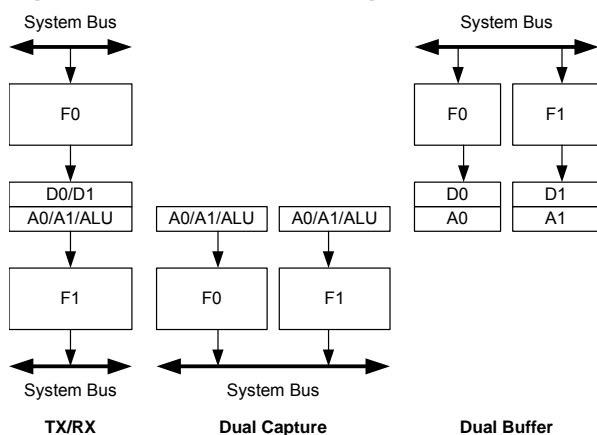 System Bus
System Bus
F0
F0
F1
D0/D1
D0
D1
A0/A1/ALU
A0/A1/ALU
A0/A1/ALU
A0
A1
F1
F0
F1
System Bus
System Bus
TX/RX
Dual Capture
Dual Buffer